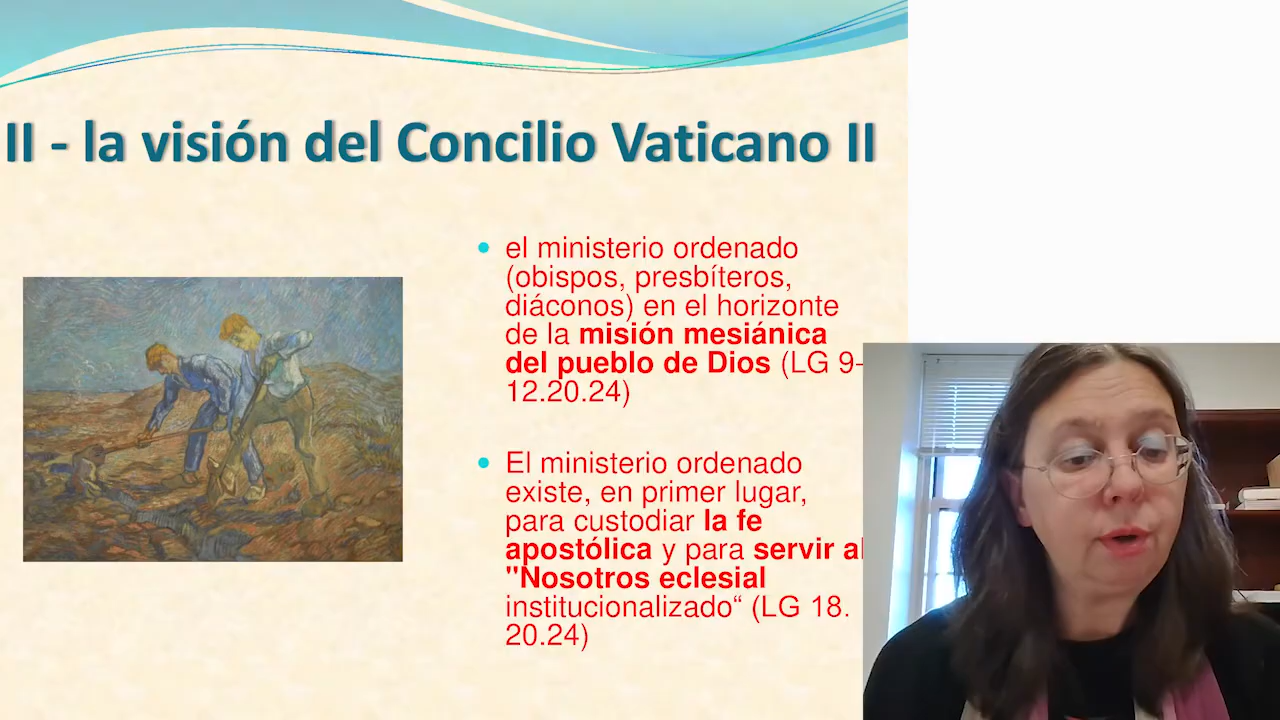 II - la visión del Concilio Vaticano II
• el ministerio ordenado
(obispos, presbíteros,
diáconos) en el horizonte
de la misión mesiánica
del pueblo de Dios (LG 9-
12.20.24)
• El ministerio ordenado
existe, en primer lugar,
para custodiar la fe
apostólica y para servir al
"Nosotros eclesial
institucionalizado“ (LG 18.
20.24)